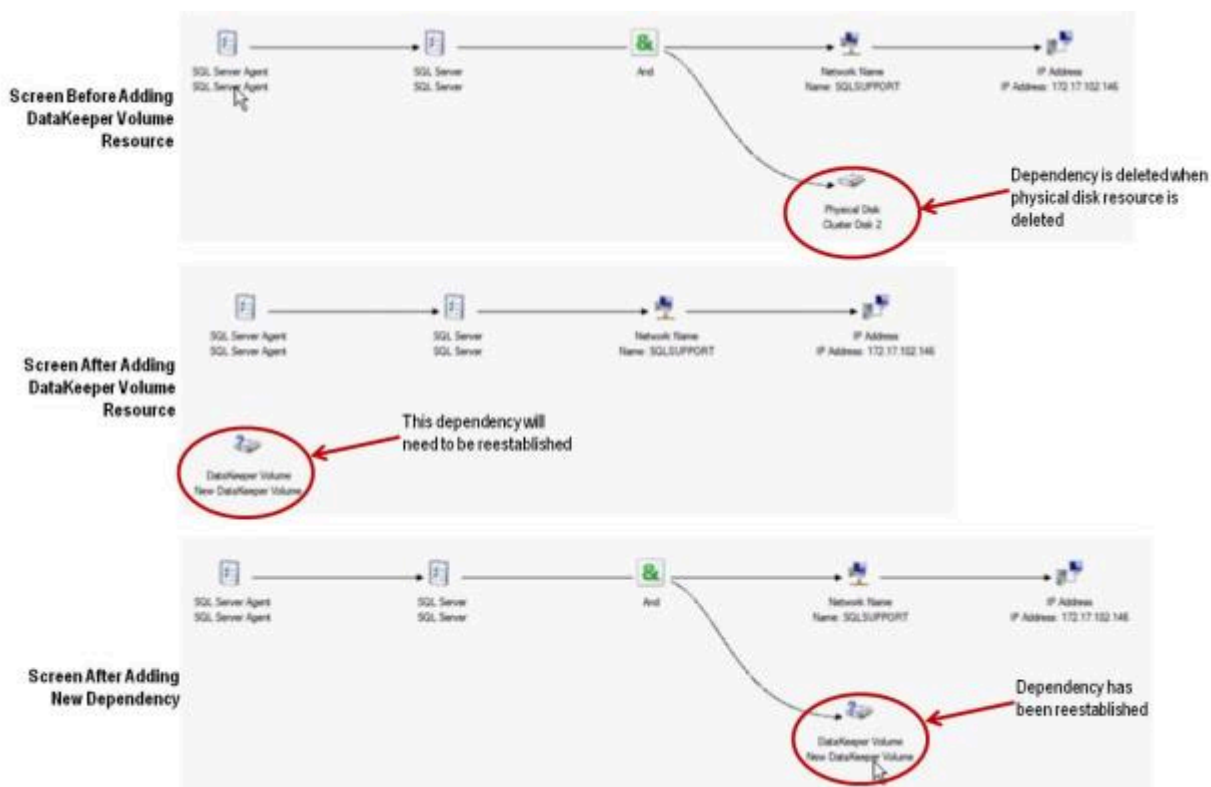 SQL Server Agent
SQL Server Agent
SQL Server
SQL Server
And
Network Name
Name: SQLSUPPORT
IP Address
IP Address: 172.17.102.146
Screen Before Adding
DataKeeper Volume
Resource
Physical Disk
Cluster Disk 2
Dependency is deleted when
physical disk resource is
deleted
SQL Server Agent
SQL Server Agent
SQL Server
SQL Server
Network Name
Name: SQLSUPPORT
IP Address
IP Address: 172.17.102.146
Screen After Adding
DataKeeper Volume
Resource
This dependency will
need to be reestablished
DataKeeper Volume
New DataKeeper Volume
&
SQL Server Agent
SQL Server Agent
SQL Server
SQL Server
And
Network Name
Name: SQLSUPPORT
IP Address
IP Address: 172.17.102.146
Screen After Adding
New Dependency
Dependency has
been reestablished
DataKeeper Volume
New DataKeeper Volume